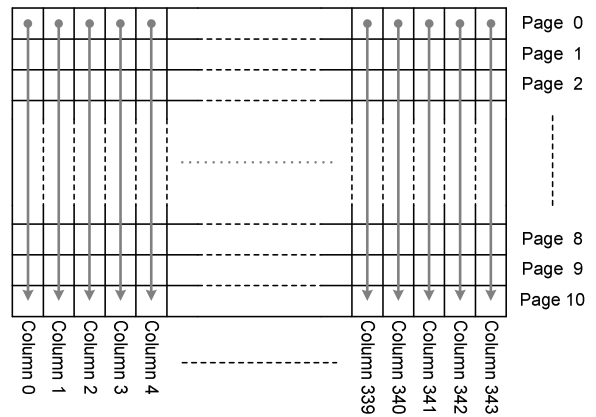 Page 0
Page 1
Page 2
Page 8
Page 9
Page 10
Column 0
Column 1
Column 2
Column 3
Column 4
Column 339
Column 340
Column 341
Column 342
Column 343